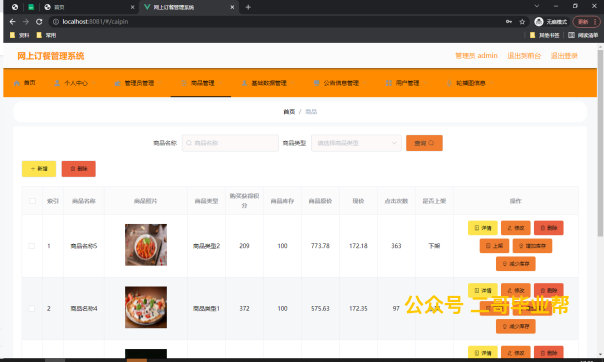 首页
网上订餐管理系统
localhost:8081/#/caipin
无痕模式
更新
资料
常用
其他书签
阅读清单
网上订餐管理系统
管理员 admin
退出到前台
退出登录
首页
个人中心
管理员管理
商品管理
基础数据管理
公告信息管理
用户管理
轮播图信息
首页 / 商品
商品名称
商品名称
商品类型
请选择商品类型
查询
+ 新增
删除
索引 商品名称 商品照片 商品类型 购买获得积分 商品库存 商品原价 现价 点击次数 是否上架 操作
1 商品名称5 商品类型2 209 100 773.78 172.18 363 下架
详情 修改 删除
上架 增加库存
减少库存
2 商品名称4 商品类型1 372 100 575.63 172.35 97
详情 修改 删除
减少库存
公众号 二哥毕业帮
详情 修改 删除